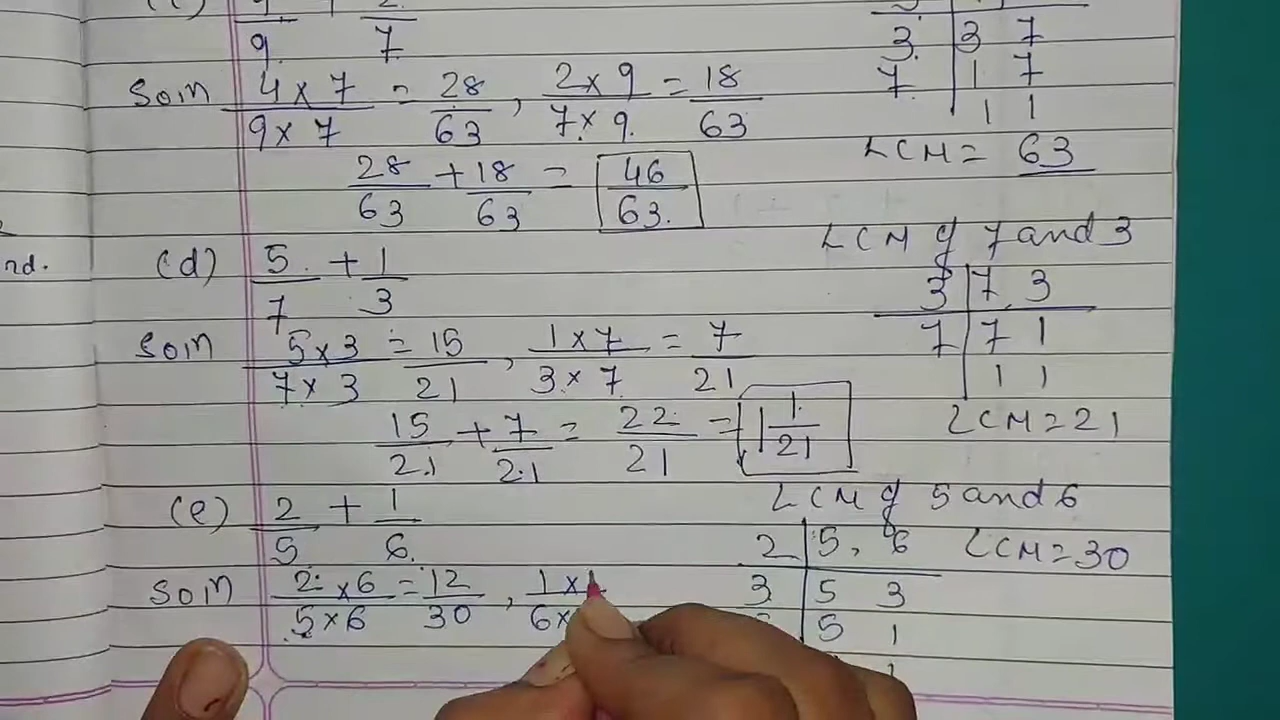 9 7
3 3 7
Soln 4 × 7 / 9 × 7 = 28/63 , 2 × 9 / 7 × 9 = 18/63
7 1 7
1 1
28/63 + 18/63 = 46/63
LCM = 63
nd.
(d) 5/7 + 1/3
LCM of 7 and 3
3 7, 3
Soln 5 × 3 / 7 × 3 = 15/21 , 1 × 7 / 3 × 7 = 7/21
7 7 1
1 1
15/21 + 7/21 = 22/21 = 1 1/21
LCM = 21
(e) 2/5 + 1/6
LCM of 5 and 6
2 5, 6
LCM = 30
Soln 2 × 6 / 5 × 6 = 12/30 , 1 × / 6 ×
3 5 3
5 1